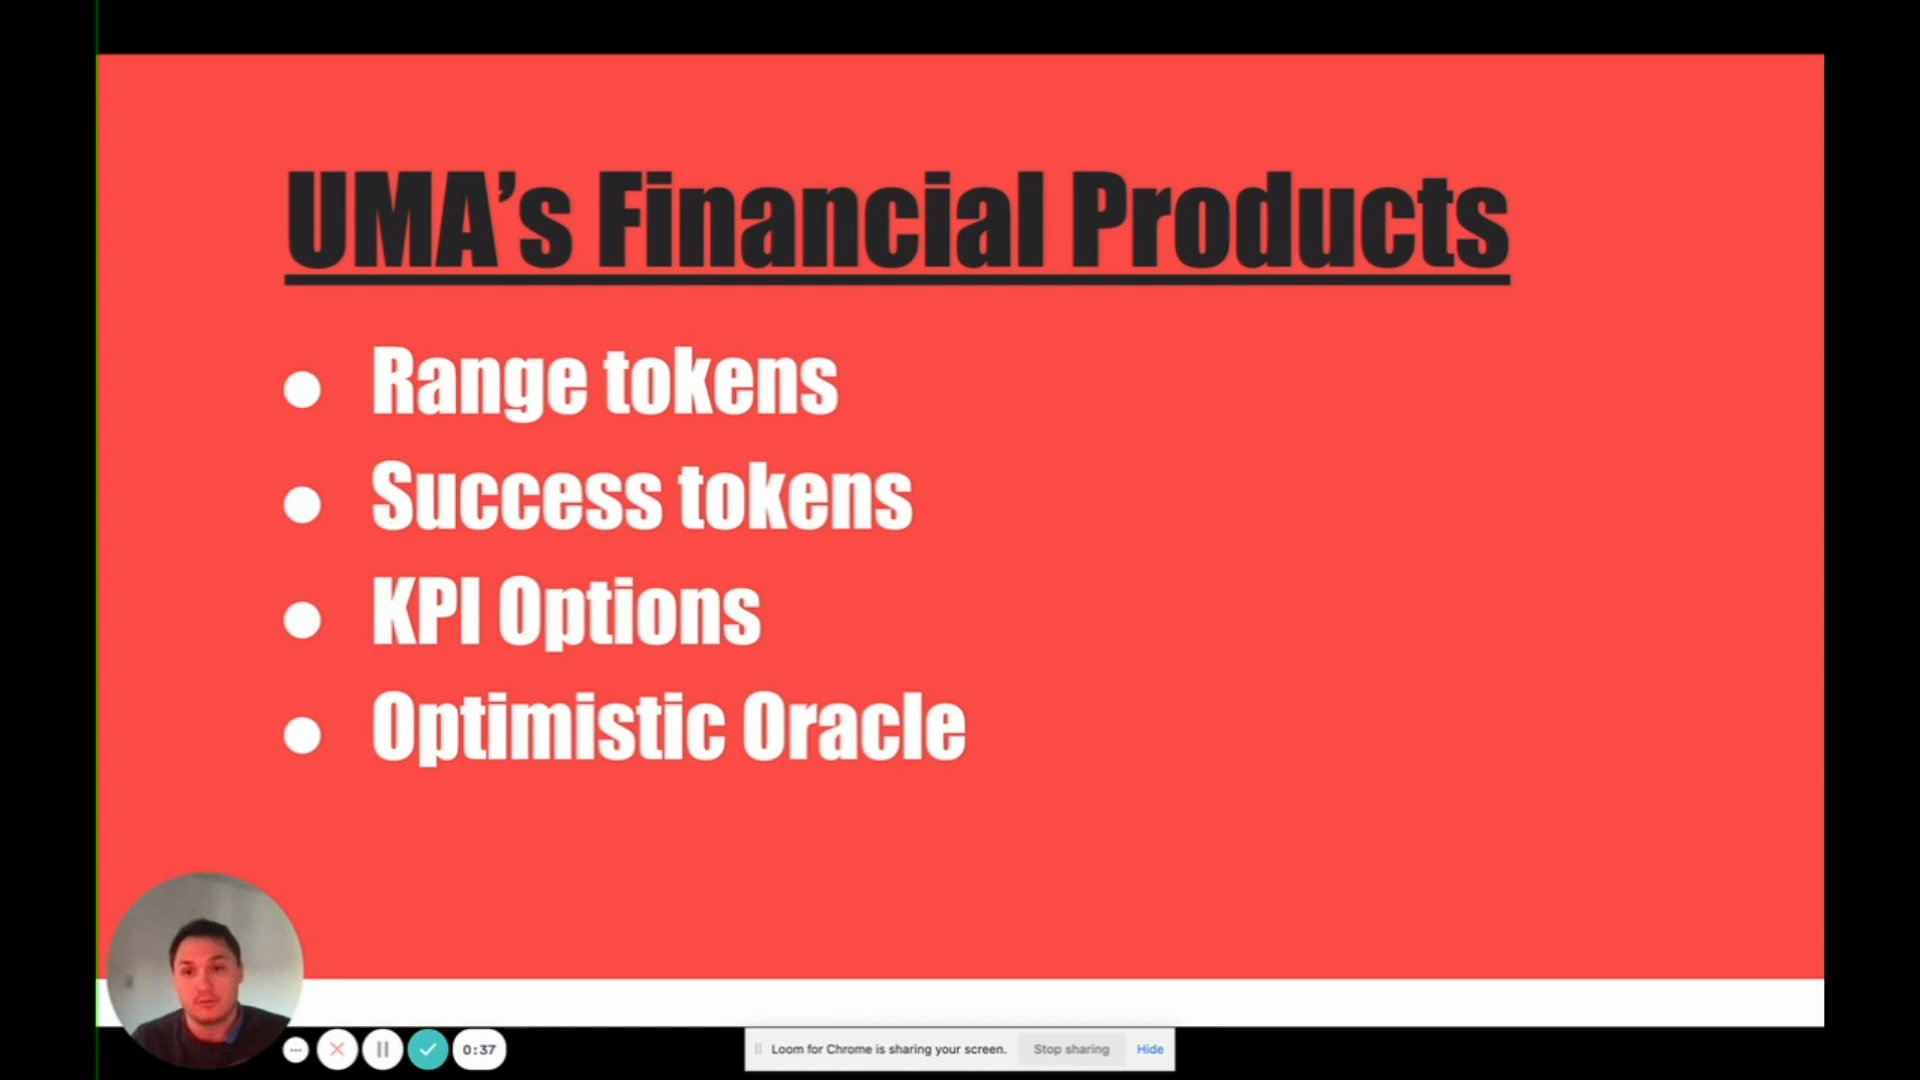 UMA’s Financial Products
● Range tokens
● Success tokens
● KPI Options
● Optimistic Oracle
0:37
Loom for Chrome is sharing your screen. Stop sharing Hide